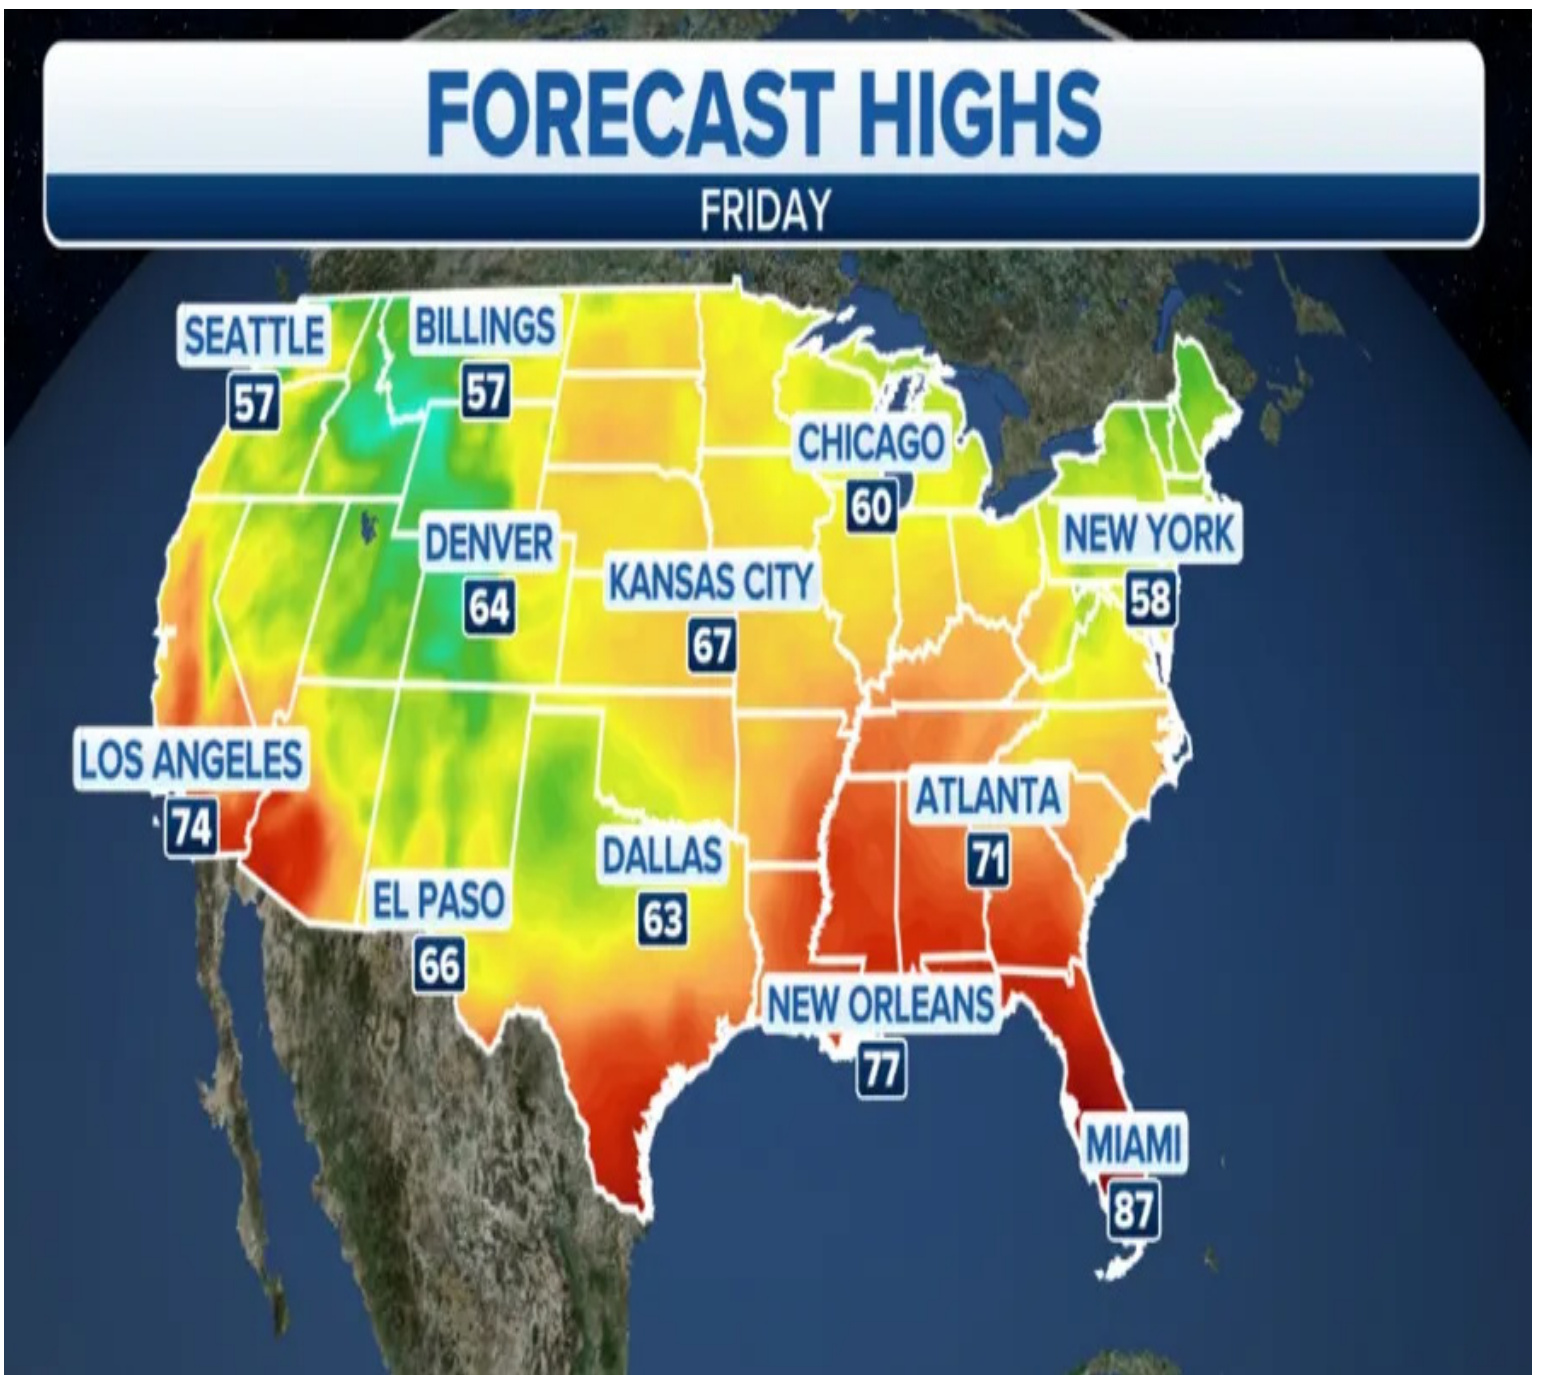 FORECAST HIGHS
FRIDAY
SEATTLE
57
BILLINGS
57
CHICAGO
60
NEW YORK
58
DENVER
64
KANSAS CITY
67
LOS ANGELES
74
ATLANTA
71
DALLAS
63
EL PASO
66
NEW ORLEANS
77
MIAMI
87